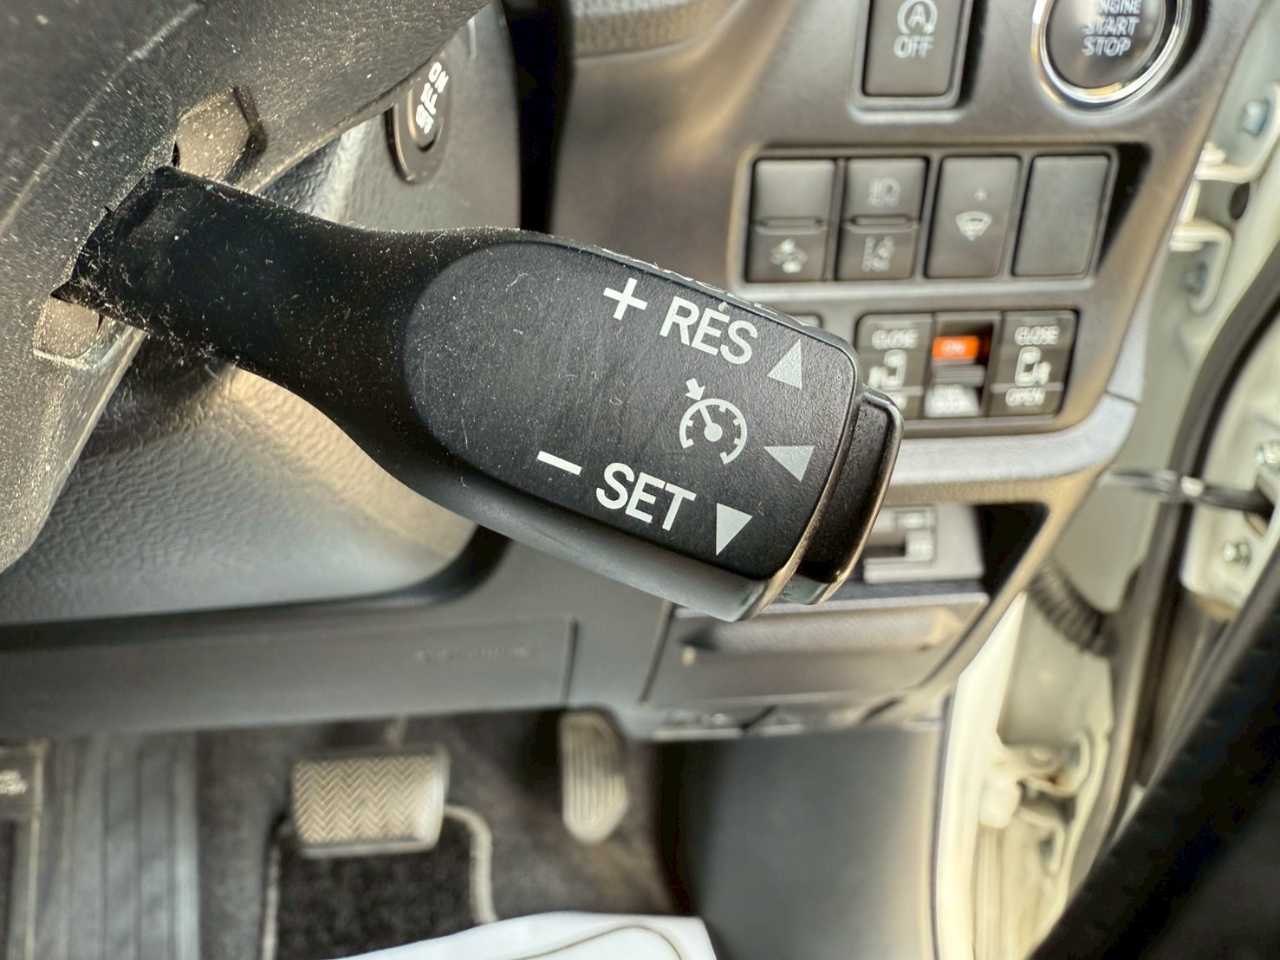 ENGINE
START
STOP
A
OFF
+ RES
- SET
CLOSE
CLOSE
OPEN